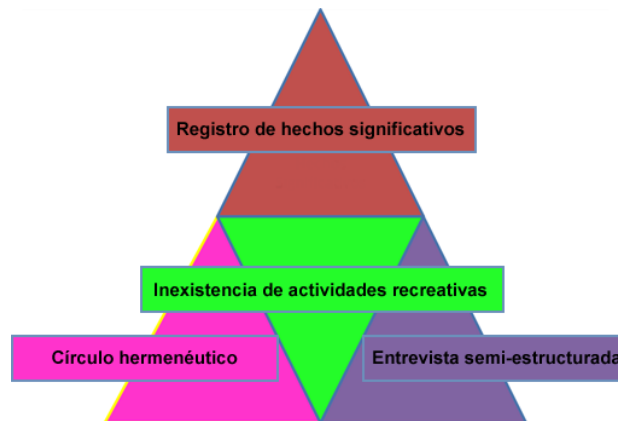 Registro de hechos significativos
Inexistencia de actividades recreativas
Círculo hermenéutico
Entrevista semi-estructurada